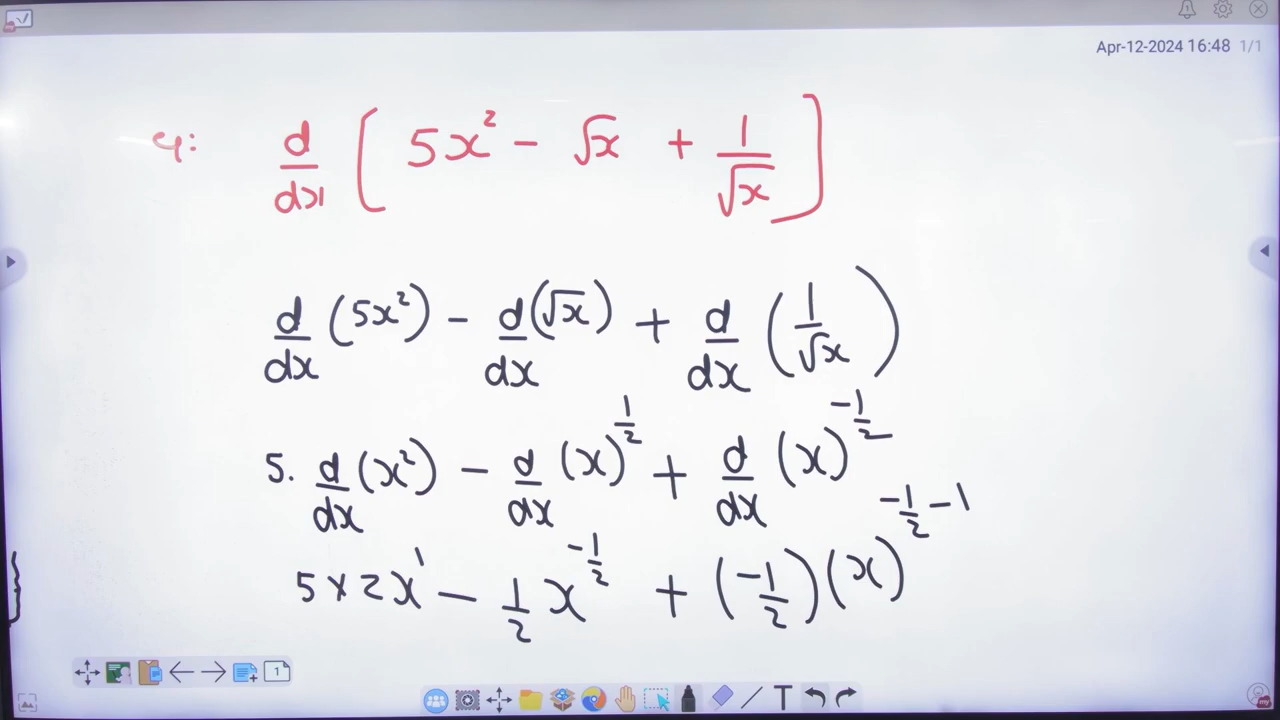 Apr-12-2024 16:48 1/1
4: d/dx [ 5x² - √x + 1/√x ]
d/dx (5x²) - d/dx (√x) + d/dx (1/√x)
5. d/dx (x²) - d/dx (x)^1/2 + d/dx (x)^-1/2
5 × 2x¹ - 1/2 x^-1/2 + (-1/2)(x)^-1/2-1
1
T